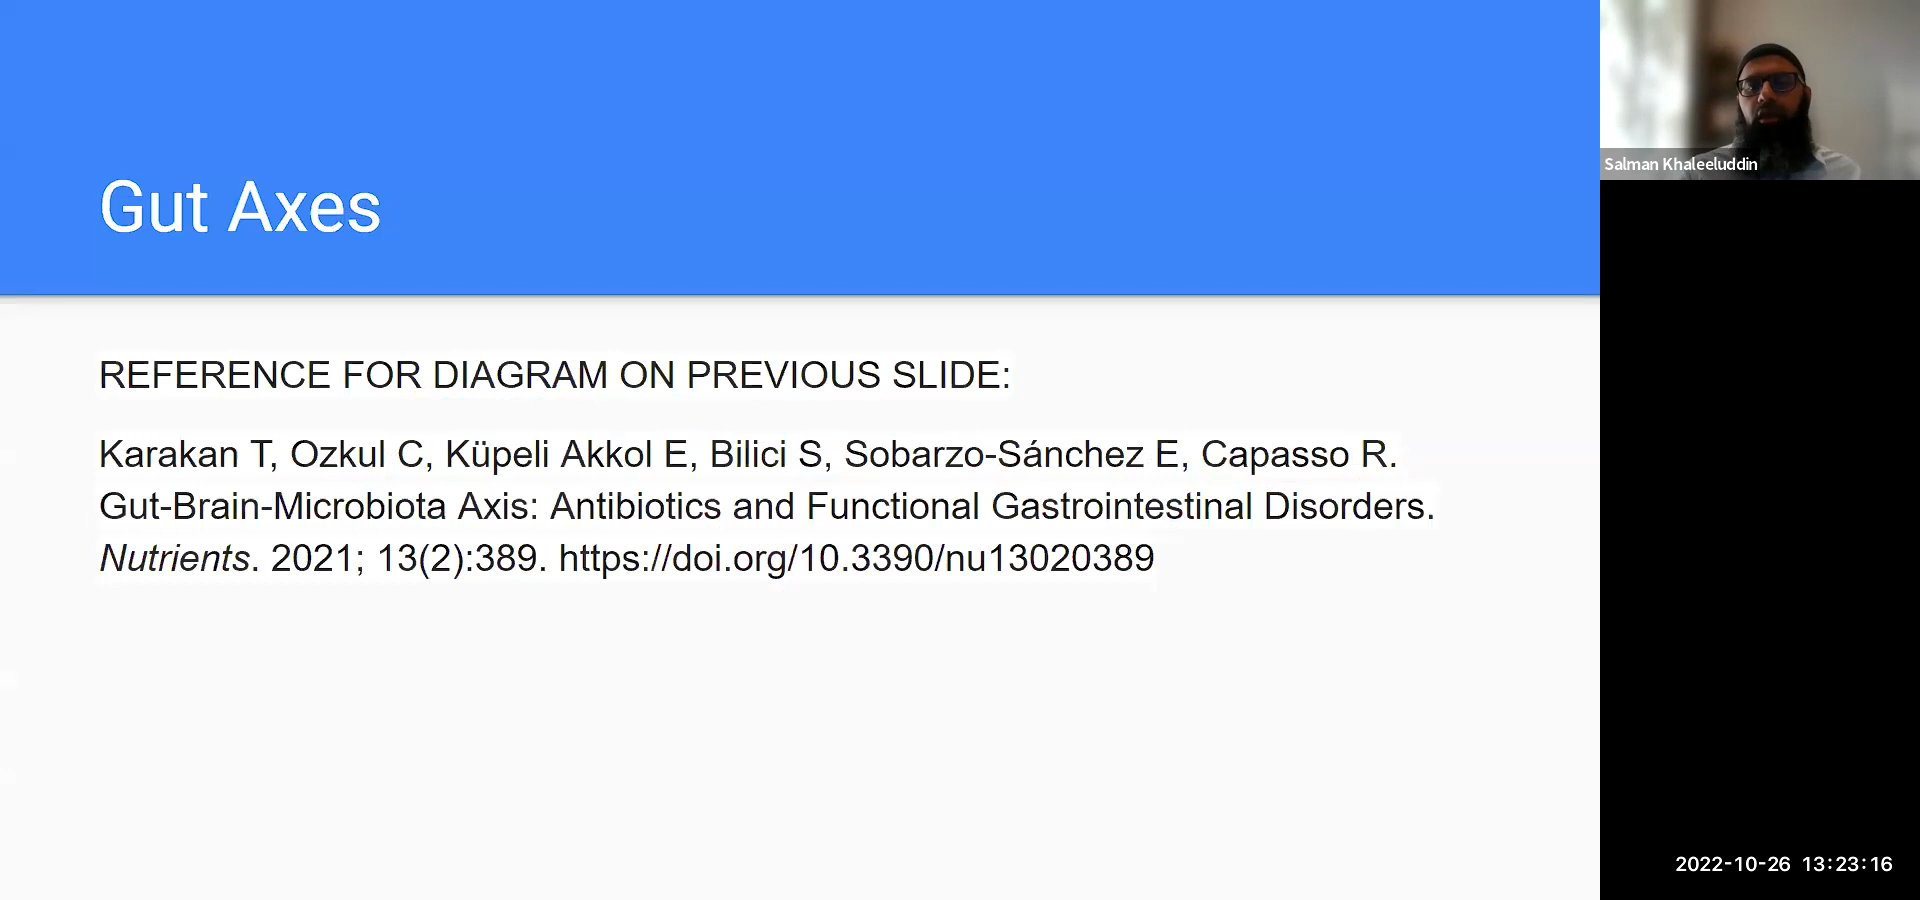 Gut Axes
REFERENCE FOR DIAGRAM ON PREVIOUS SLIDE:
Karakan T, Ozkul C, Küpeli Akkol E, Bilici S, Sobarzo-Sánchez E, Capasso R.
Gut-Brain-Microbiota Axis: Antibiotics and Functional Gastrointestinal Disorders.
Nutrients. 2021; 13(2):389. https://doi.org/10.3390/nu13020389
Salman Khaleeluddin
2022-10-26 13:23:16